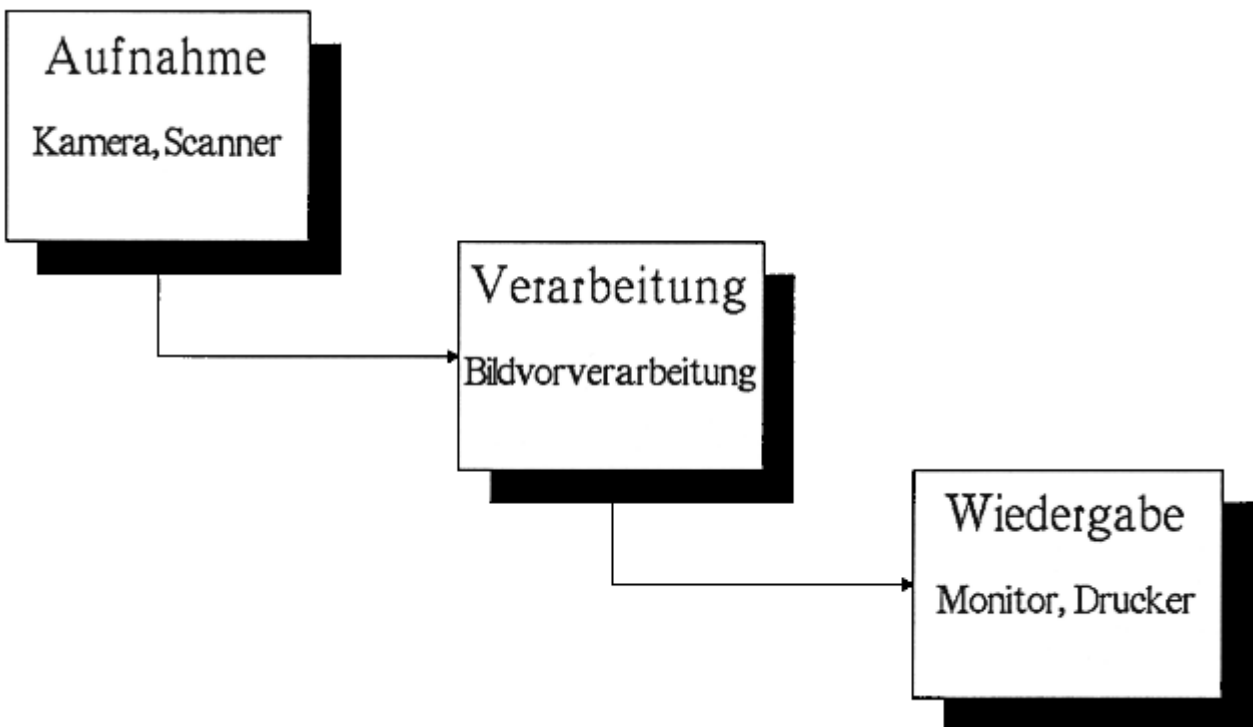 Aufnahme
Kamera, Scanner
Verarbeitung
Bildvorverarbeitung
Wiedergabe
Monitor, Drucker